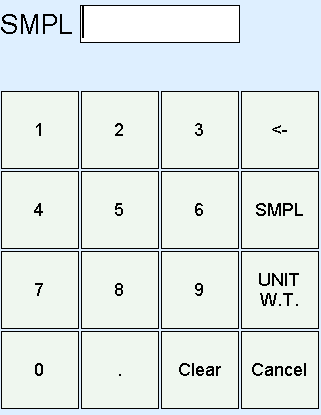 SMPL
1 2 3 <-
4 5 6 SMPL
7 8 9 UNIT
W.T.
0 . Clear Cancel